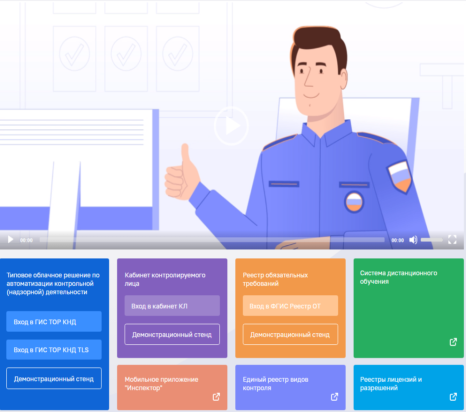 00:00
00:00
Типовое облачное решение по
автоматизации контрольной
(надзорной) деятельности
Вход в ГИС ТОР КНД
Вход в ГИС ТОР КНД TLS
Демонстрационный стенд
Кабинет контролируемого
лица
Вход в кабинет КЛ
Демонстрационный стенд
Реестр обязательных
требований
Вход в ФГИС Реестр ОТ
Демонстрационный стенд
Система дистанционного
обучения
Мобильное приложение
"Инспектор"
Единый реестр видов
контроля
Реестры лицензий и
разрешений